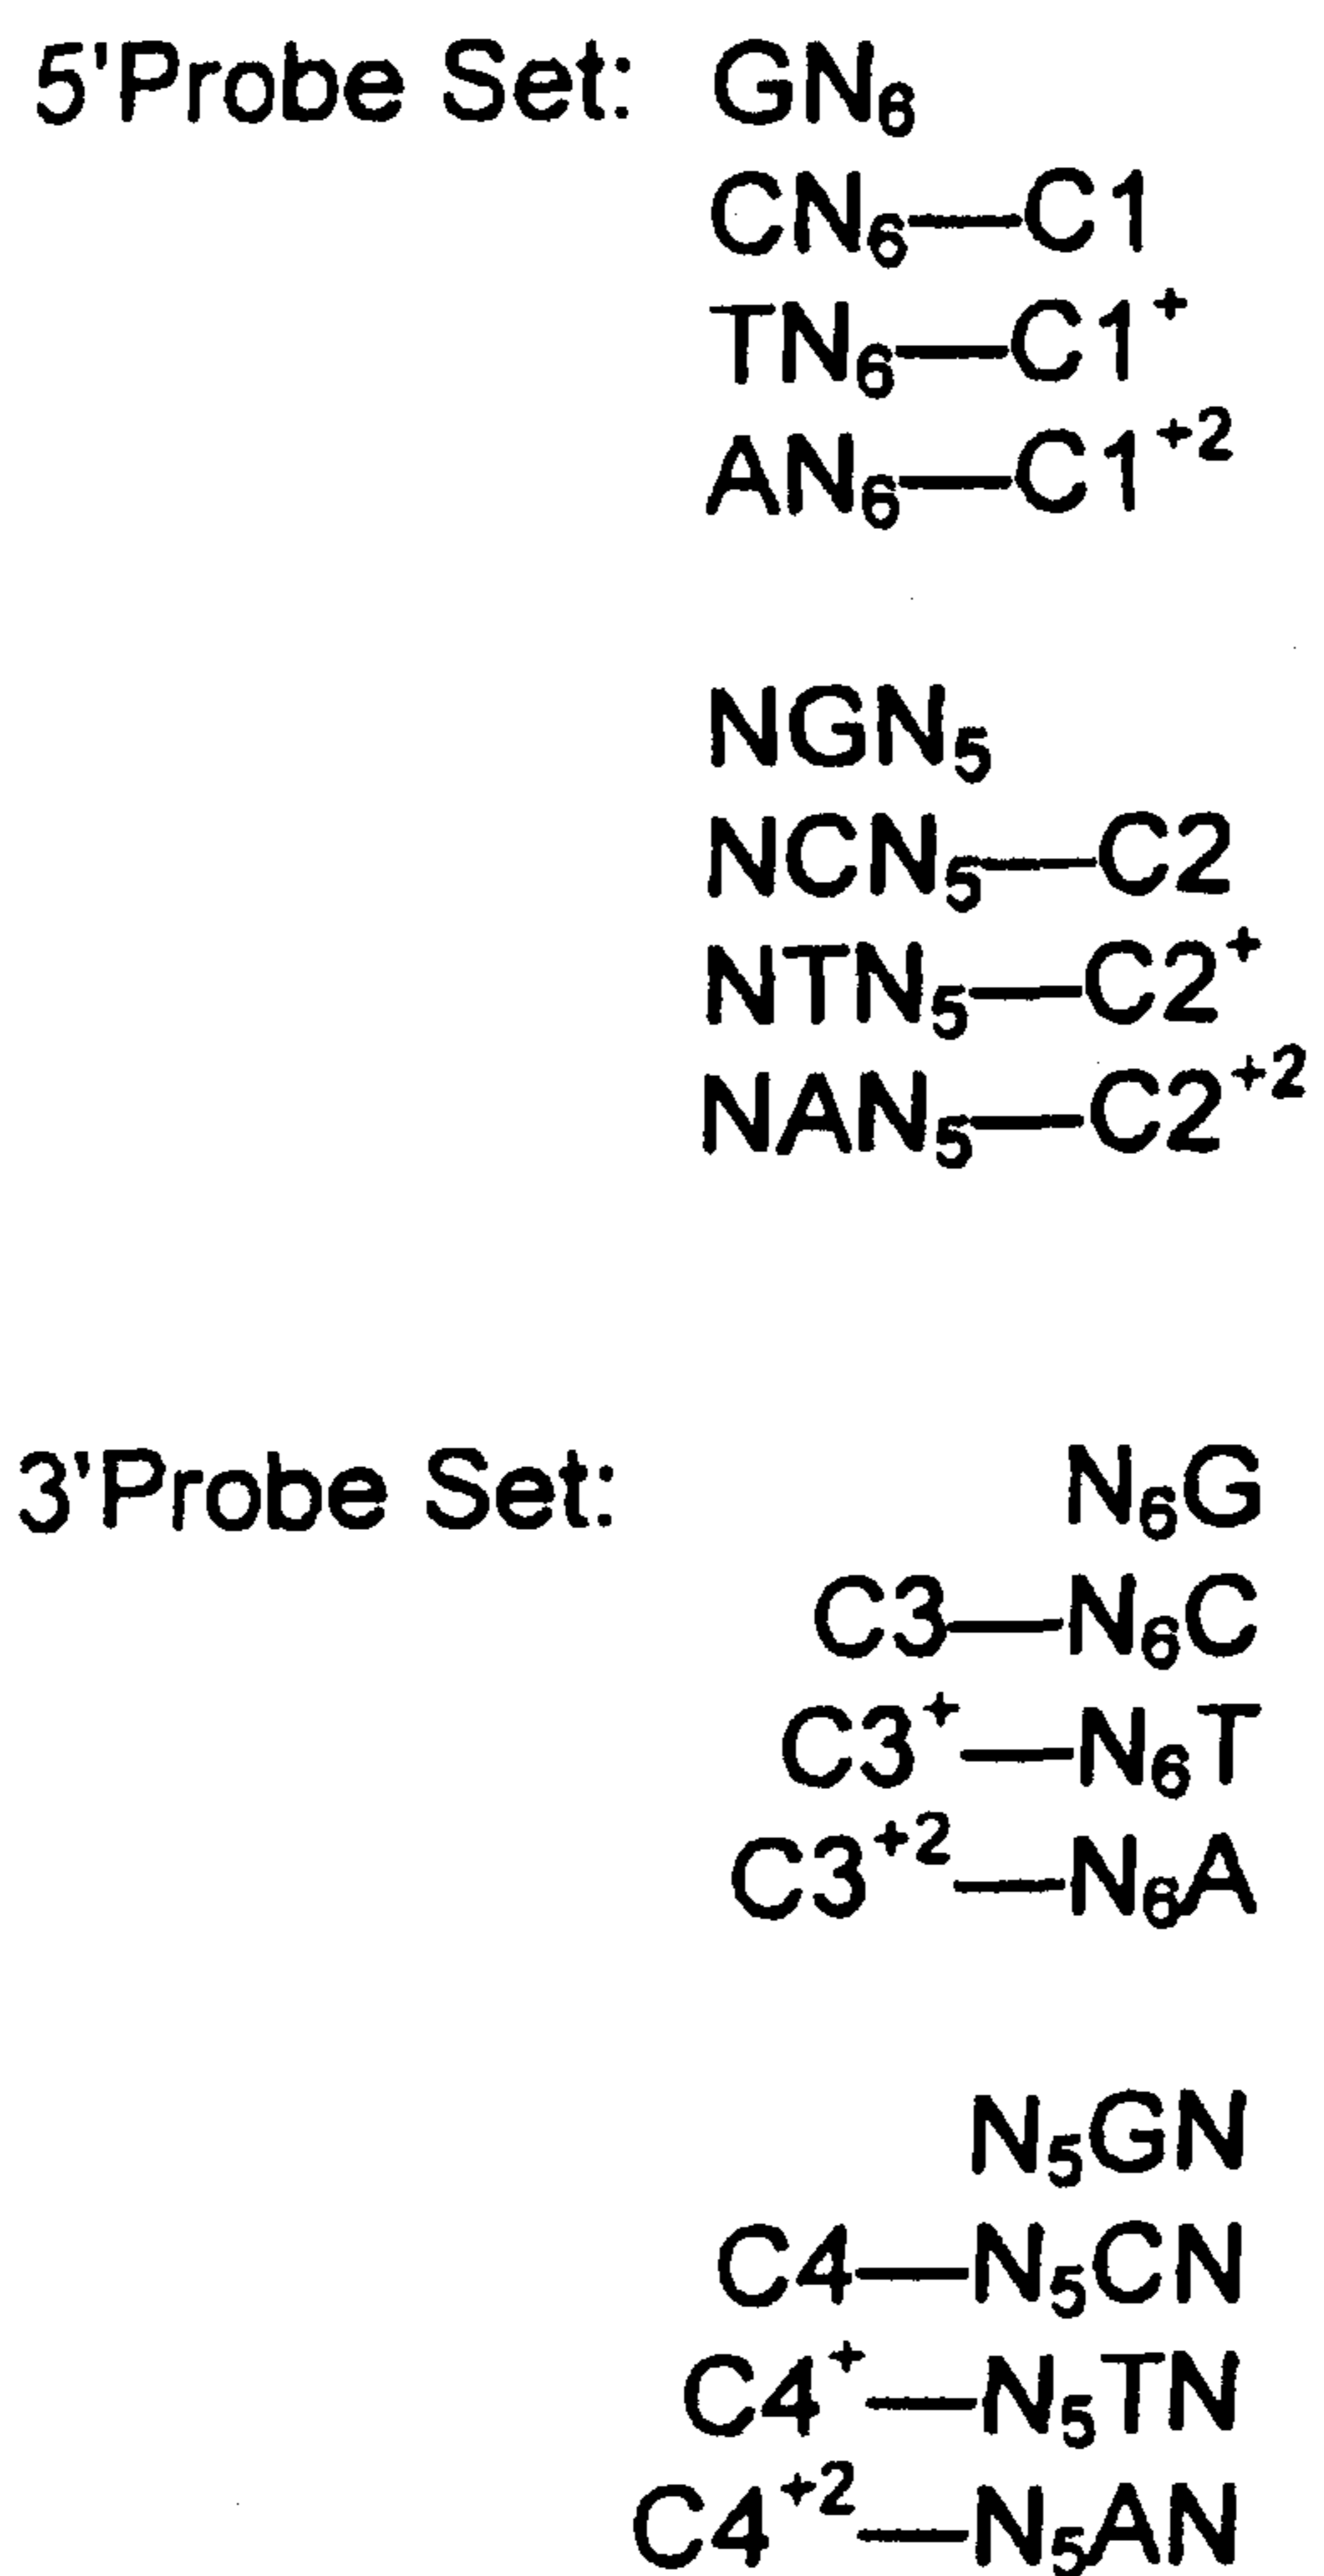 5'Probe Set: GN₆
CN₆—C1
TN₆—C1⁺
AN₆—C1⁺²
NGN₅
NCN₅—C2
NTN₅—C2⁺
NAN₅—C2⁺²
3'Probe Set: N₆G
C3—N₆C
C3⁺—N₆T
C3⁺²—N₆A
N₅GN
C4—N₅CN
C4⁺—N₅TN
C4⁺²—N₅AN